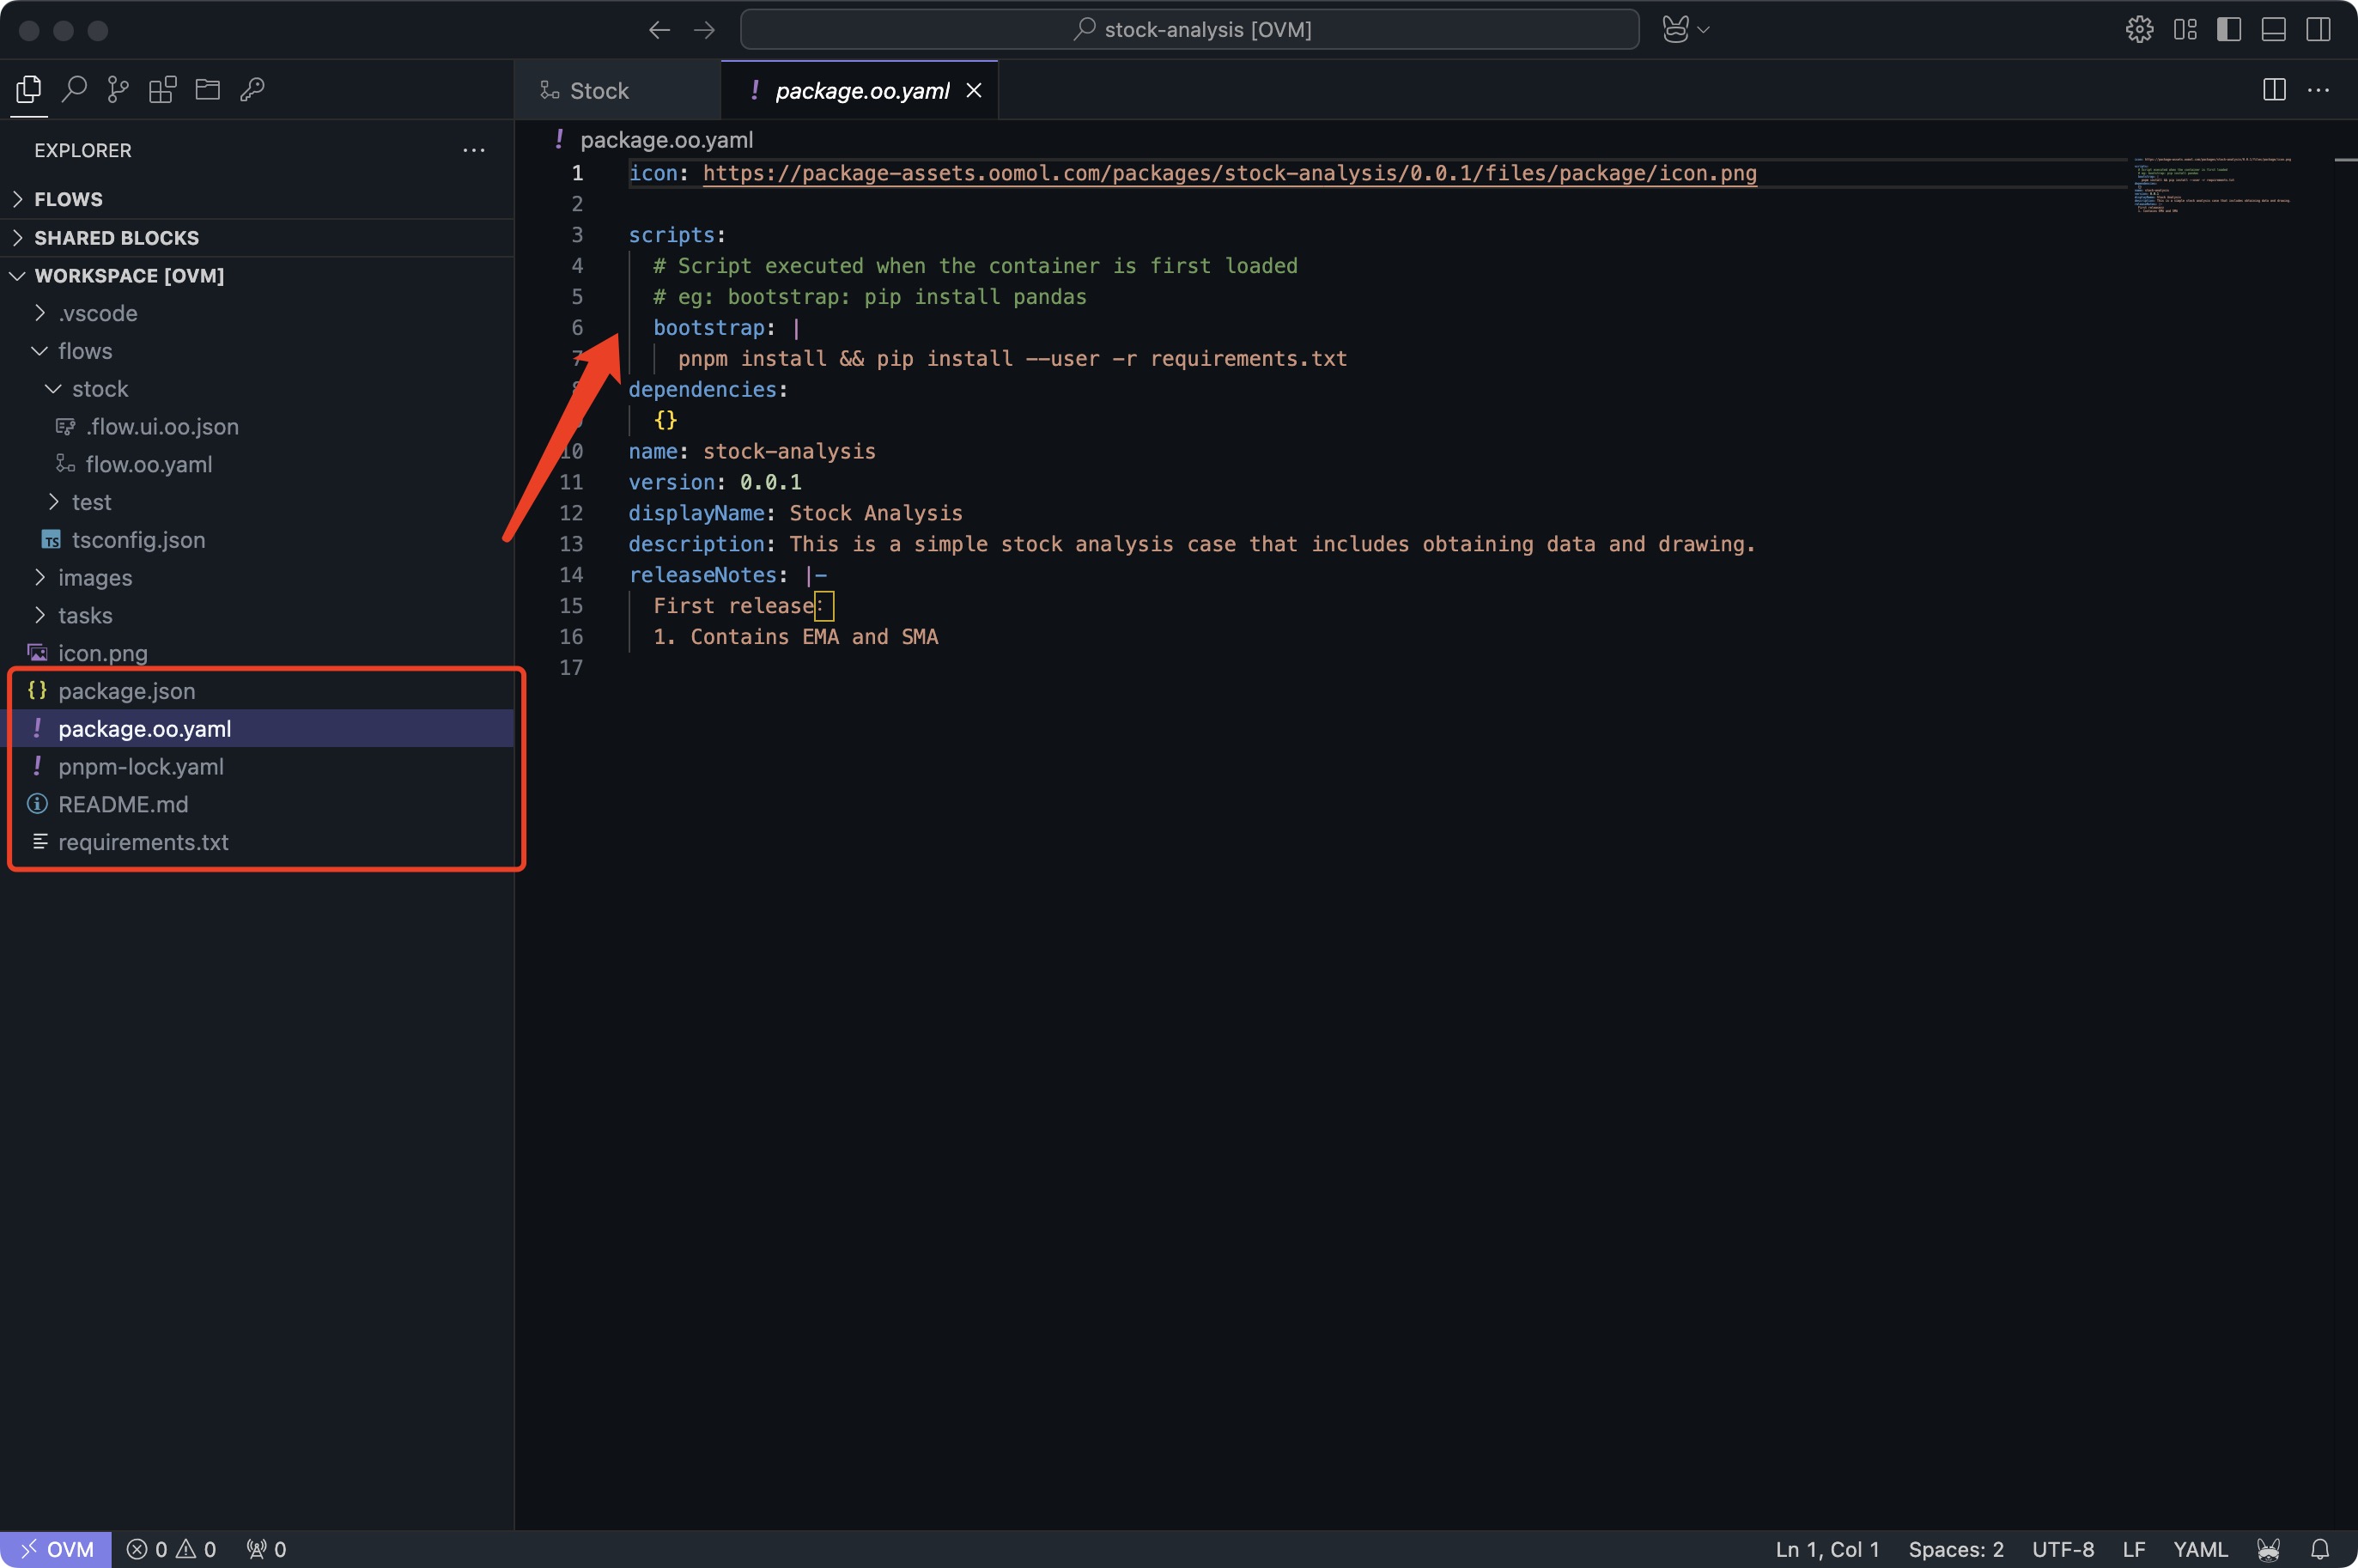 stock-analysis [OVM]
Stock
package.oo.yaml
EXPLORER
FLOWS
SHARED BLOCKS
WORKSPACE [OVM]
.vscode
flows
stock
.flow.ui.oo.json
flow.oo.yaml
test
TS tsconfig.json
images
tasks
icon.png
{} package.json
! package.oo.yaml
! pnpm-lock.yaml
README.md
requirements.txt
! package.oo.yaml
1 icon: https://package-assets.oomol.com/packages/stock-analysis/0.0.1/files/package/icon.png
2
3 scripts:
4 # Script executed when the container is first loaded
5 # eg: bootstrap: pip install pandas
6 bootstrap: |
7 pnpm install && pip install --user -r requirements.txt
dependencies:
{}
10 name: stock-analysis
11 version: 0.0.1
12 displayName: Stock Analysis
13 description: This is a simple stock analysis case that includes obtaining data and drawing.
14 releaseNotes: |-
15 First release：
16 1. Contains EMA and SMA
17
OVM
0 0
0
Ln 1, Col 1
Spaces: 2
UTF-8
LF
YAML